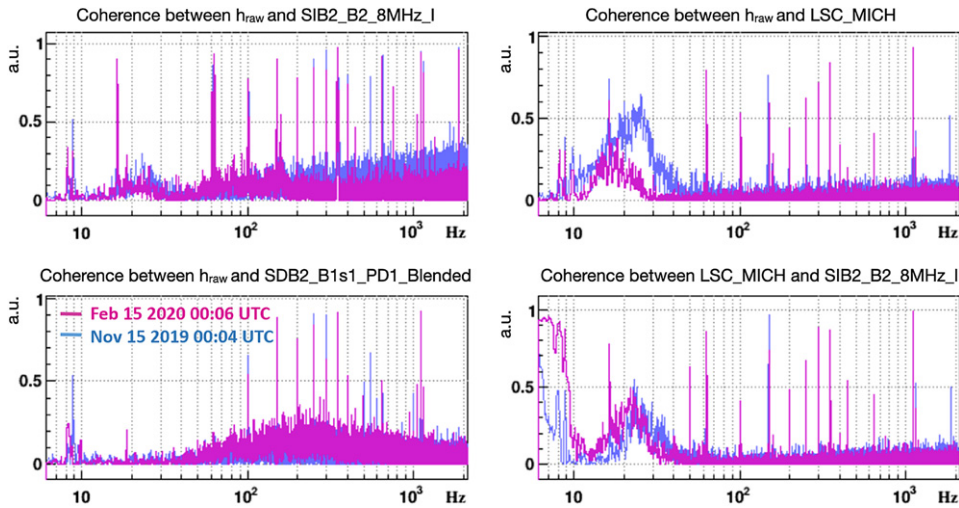 Coherence between hraw and SIB2_B2_8MHz_I
a.u.
1
0.5
0
10
10²
10³
Hz
Coherence between hraw and LSC_MICH
a.u.
1
0.5
0
10
10²
10³
Hz
Coherence between hraw and SDB2_B1s1_PD1_Blended
a.u.
1
Feb 15 2020 00:06 UTC
Nov 15 2019 00:04 UTC
0.5
0
10
10²
10³
Hz
Coherence between LSC_MICH and SIB2_B2_8MHz_I
a.u.
1
0.5
0
10
10²
10³
Hz